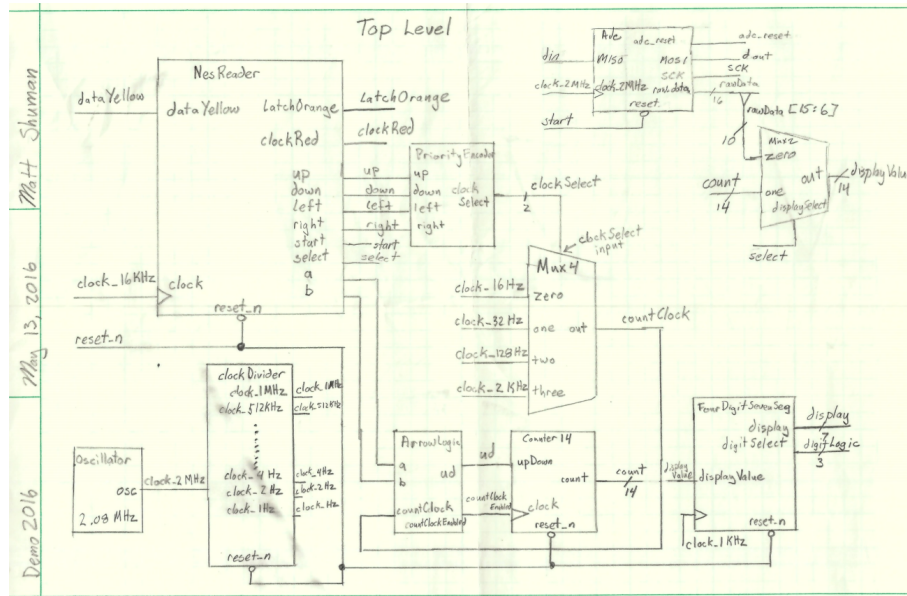 Top Level
Demo 2016
May 13, 2016
Matt Shuman
NesReader
dataYellow
dataYellow
LatchOrange
LatchOrange
clockRed
clockRed
up
up
down
down
left
left
right
right
start
start
select
select
a
b
clock_16KHz
clock
reset_n
reset_n
PriorityEncoder
up
down
left
right
clock
Select
clockSelect
2
clockSelect
input
Mux4
clock_16Hz
zero
clock_32Hz
one
out
countClock
clock_128Hz
two
clock_2KHz
three
Adc
adc_reset
adc_reset
din
MISO
MOSI
dout
SCK
SCK
clock_2MHz
clock_2MHz
rawData
rawData
16
reset
start
rawData [15:6]
10
Mux2
zero
out
displayValue
14
count
14
one
displaySelect
select
clockDivider
clock_1MHz
clock_1MHz
clock_512KHz
clock_512KHz
clock_4Hz
clock_4Hz
clock_2Hz
clock_2Hz
clock_1Hz
clock_Hz
reset_n
Oscillator
osc
2.08 MHz
clock_2MHz
ArrowLogic
a
b
ud
countClock
countClockEnabled
ud
countClock
Enabled
Counter14
upDown
count
clock
reset_n
count
14
FourDigitSevenSeg
display
display
7
digitSelect
digitLogic
3
display
Value
displayValue
reset_n
clock_1KHz